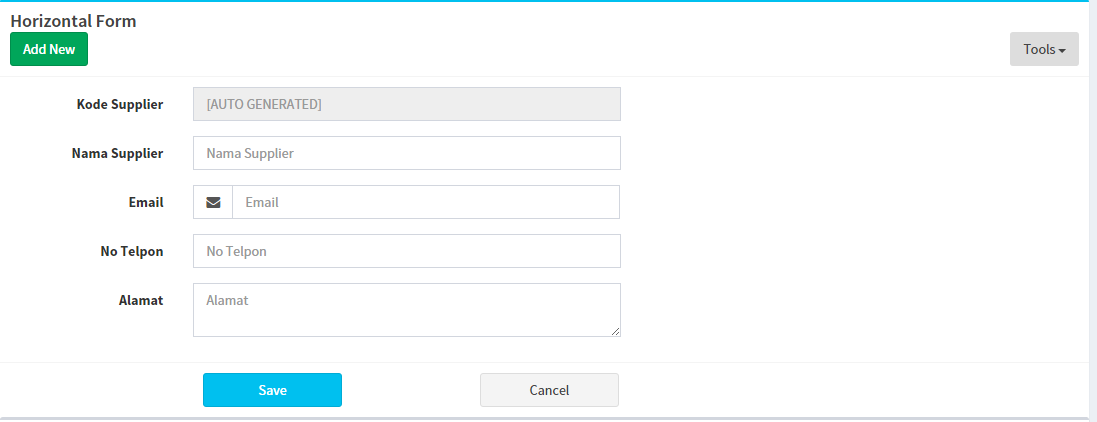 Horizontal Form
Add New
Tools
Kode Supplier [AUTO GENERATED]
Nama Supplier Nama Supplier
Email Email
No Telpon No Telpon
Alamat Alamat
Save Cancel